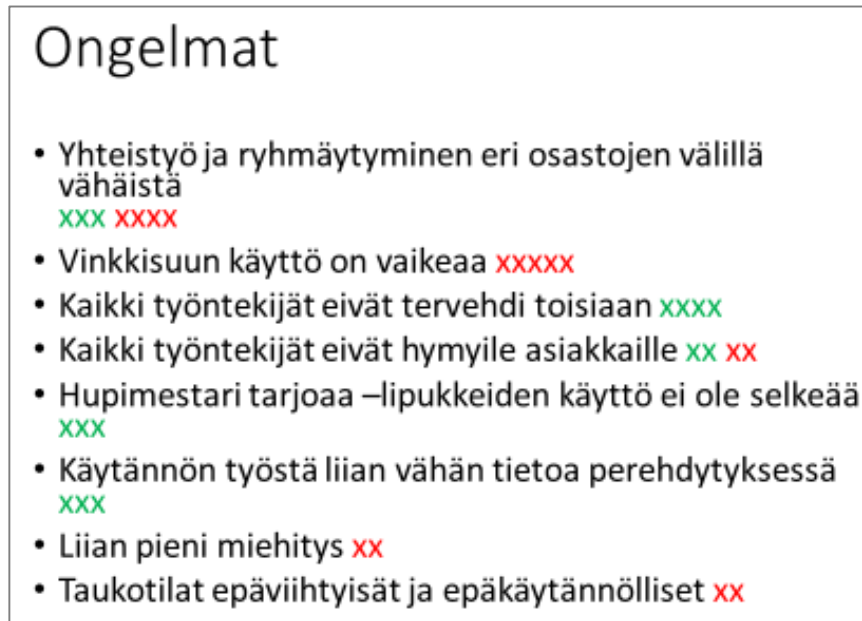 Ongelmat
• Yhteistyö ja ryhmäytyminen eri osastojen välillä
vähäistä
xxx xxxx
• Vinkkisuun käyttö on vaikeaa xxxxx
• Kaikki työntekijät eivät tervehdi toisiaan xxxx
• Kaikki työntekijät eivät hymyile asiakkaille xx xx
• Hupimestari tarjoaa –lipukkeiden käyttö ei ole selkeää
xxx
• Käytännön työstä liian vähän tietoa perehdytyksessä
xxx
• Liian pieni miehitys xx
• Taukotilat epäviihtyisät ja epäkäytännölliset xx